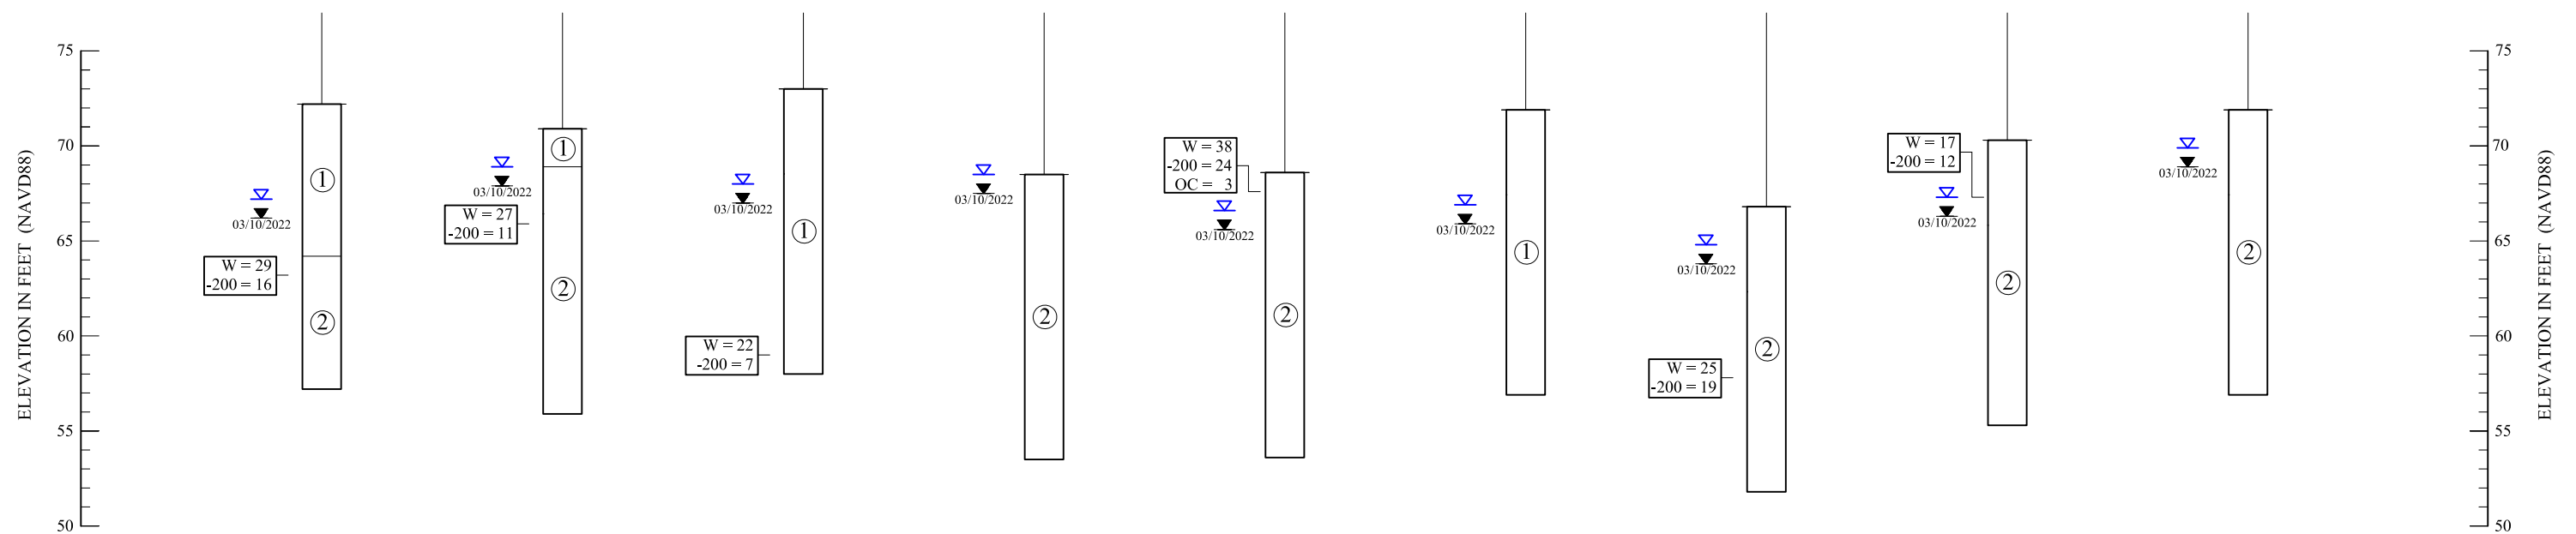 ELEVATION IN FEET (NAVD88)
75
70
65
60
55
50
1
2
03/10/2022
W = 29
-200 = 16
1
2
03/10/2022
W = 27
-200 = 11
1
03/10/2022
W = 22
-200 = 7
2
03/10/2022
W = 38
-200 = 24
OC = 3
03/10/2022
2
03/10/2022
1
03/10/2022
W = 25
-200 = 19
2
W = 17
-200 = 12
03/10/2022
2
03/10/2022
2
75
70
65
60
55
50
ELEVATION IN FEET (NAVD88)